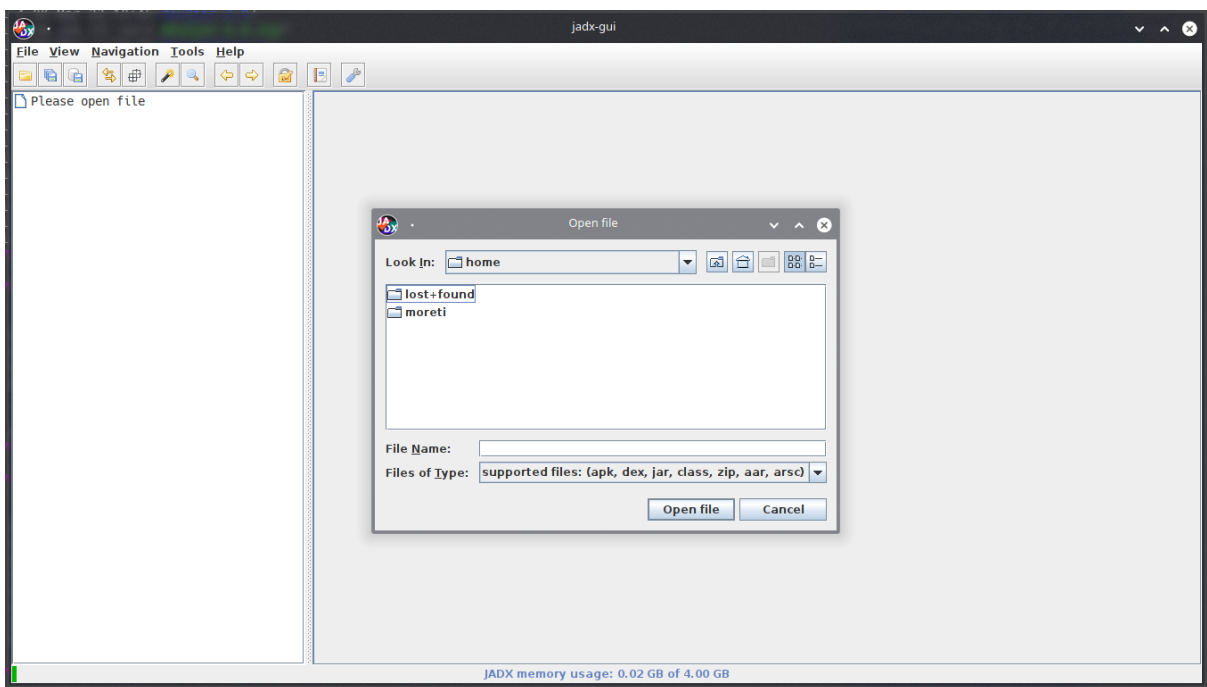 jadx-gui
File View Navigation Tools Help
Please open file
Open file
Look In: home
lost+found
moreti
File Name:
Files of Type: supported files: (apk, dex, jar, class, zip, aar, arsc)
Open file Cancel
JADX memory usage: 0.02 GB of 4.00 GB